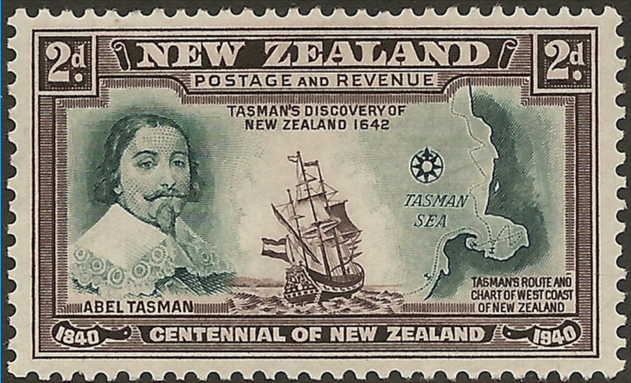 2d. NEW ZEALAND 2d.
POSTAGE AND REVENUE
TASMAN'S DISCOVERY OF
NEW ZEALAND 1642
TASMAN
SEA
ABEL TASMAN
TASMAN'S ROUTE AND
CHART OF WEST COAST
OF NEW ZEALAND
1840 CENTENNIAL OF NEW ZEALAND 1940